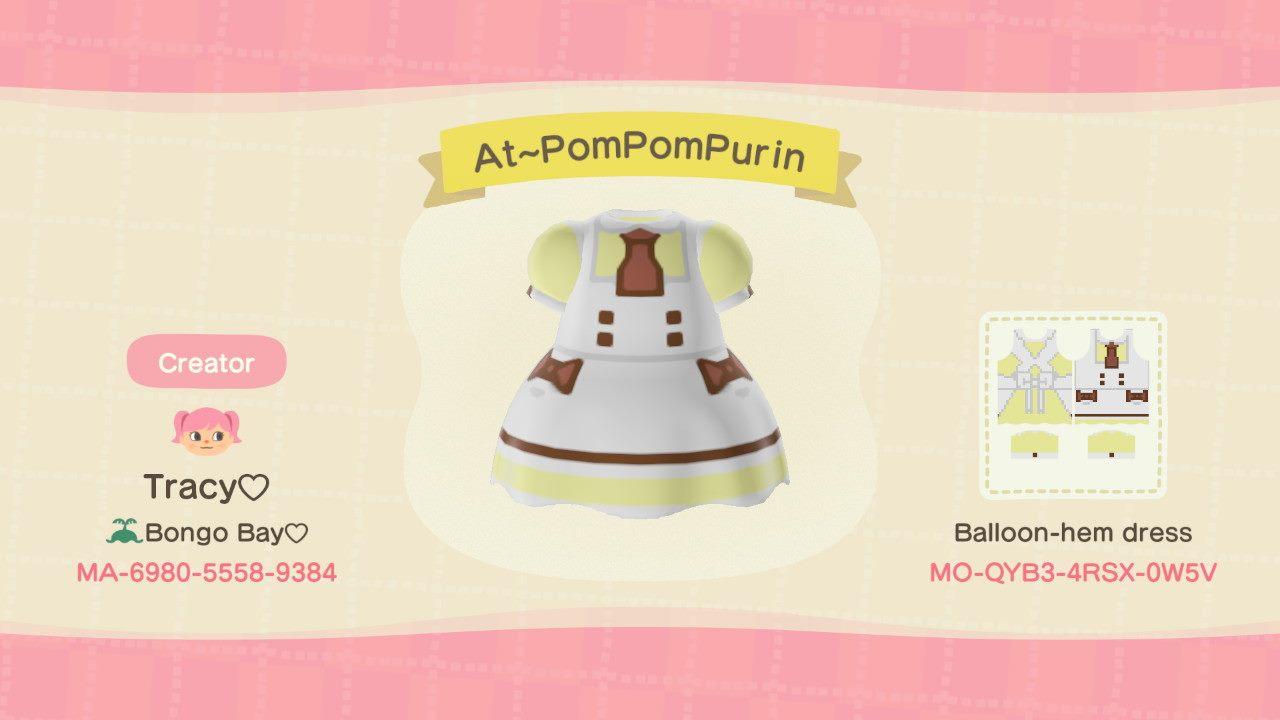 At~PomPomPurin
Creator
Tracy♡
Bongo Bay♡
MA-6980-5558-9384
Balloon-hem dress
MO-QYB3-4RSX-0W5V